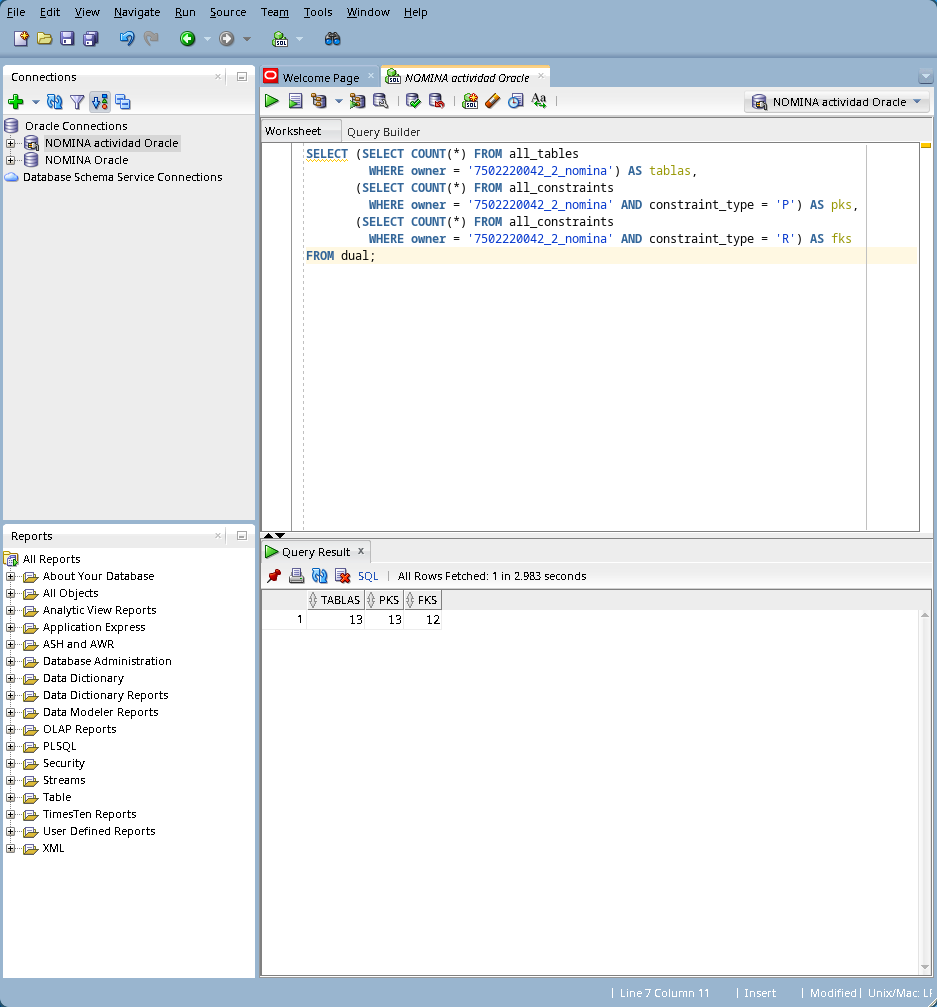 File Edit View Navigate Run Source Team Tools Window Help
Connections
Oracle Connections
NOMINA actividad Oracle
NOMINA Oracle
Database Schema Service Connections
Reports
All Reports
About Your Database
All Objects
Analytic View Reports
Application Express
ASH and AWR
Database Administration
Data Dictionary
Data Dictionary Reports
Data Modeler Reports
OLAP Reports
PLSQL
Security
Streams
Table
TimesTen Reports
User Defined Reports
XML
Welcome Page NOMINA actividad Oracle
NOMINA actividad Oracle
Worksheet Query Builder
SELECT (SELECT COUNT(*) FROM all_tables
WHERE owner = '7502220042_2_nomina') AS tablas,
(SELECT COUNT(*) FROM all_constraints
WHERE owner = '7502220042_2_nomina' AND constraint_type = 'P') AS pks,
(SELECT COUNT(*) FROM all_constraints
WHERE owner = '7502220042_2_nomina' AND constraint_type = 'R') AS fks
FROM dual;
Query Result
SQL All Rows Fetched: 1 in 2.983 seconds
TABLAS PKS FKS
1 13 13 12
Line 7 Column 11 Insert Modified Unix/Mac: LF